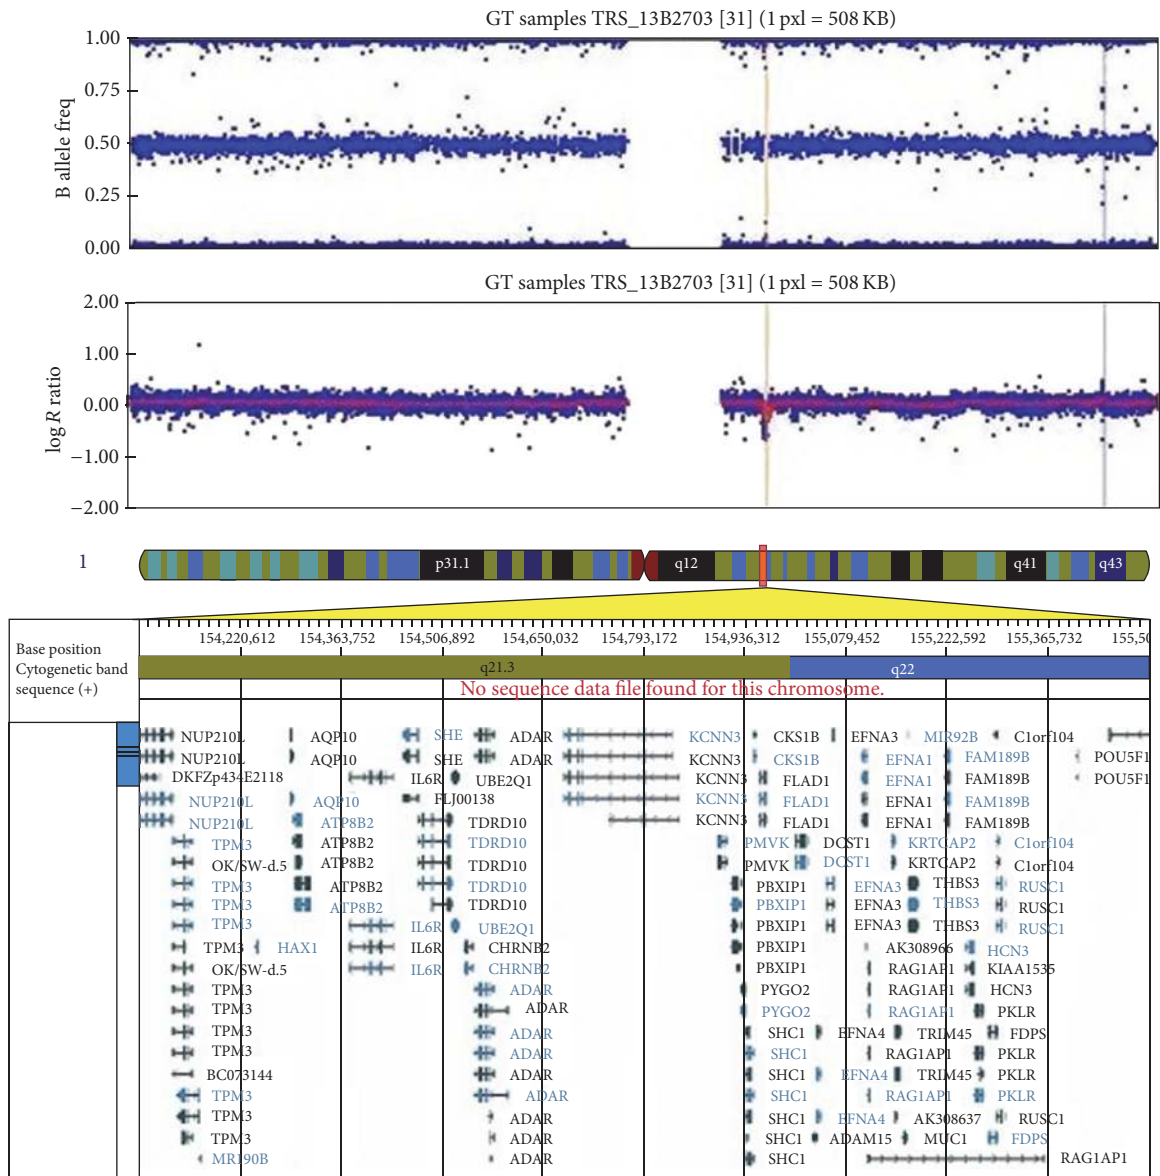 GT samples TRS_13B2703 [31] (1 pxl = 508 KB)
1.00
0.75
0.50
0.25
0.00
B allele freq
GT samples TRS_13B2703 [31] (1 pxl = 508 KB)
2.00
1.00
0.00
−1.00
−2.00
log R ratio
1 p31.1 q12 q41 q43
Base position 154,220,612 154,363,752 154,506,892 154,650,032 154,793,172 154,936,312 155,079,452 155,222,592 155,365,732 155,50
Cytogenetic band q21.3 q22
sequence (+) No sequence data file found for this chromosome.
NUP210L AQP10 SHE ADAR KCNN3 CKS1B EFNA3 MIR92B C1orf104
NUP210L AQP10 SHE ADAR KCNN3 CKS1B EFNA1 FAM189B POU5F1
DKFZp434E2118 IL6R UBE2Q1 KCNN3 FLAD1 EFNA1 FAM189B POU5F1
NUP210L AQP10 FLJ00138 KCNN3 FLAD1 EFNA1 FAM189B
NUP210L ATP8B2 TDRD10 KCNN3 FLAD1 EFNA1 FAM189B
TPM3 ATP8B2 TDRD10 PMVK DCST1 KRTCAP2 C1orf104
OK/SW-d.5 ATP8B2 TDRD10 PMVK DCST1 KRTCAP2 C1orf104
TPM3 ATP8B2 TDRD10 PBXIP1 EFNA3 THBS3 RUSC1
TPM3 ATP8B2 TDRD10 PBXIP1 EFNA3 THBS3 RUSC1
TPM3 IL6R UBE2Q1 PBXIP1 EFNA3 THBS3 RUSC1
TPM3 HAX1 IL6R CHRNB2 PBXIP1 AK308966 HCN3
OK/SW-d.5 IL6R CHRNB2 PBXIP1 RAG1AP1 KIAA1535
TPM3 ADAR PYGO2 RAG1AP1 HCN3
TPM3 ADAR PYGO2 RAG1AP1 PKLR
TPM3 ADAR SHC1 EFNA4 TRIM45 FDPS
TPM3 ADAR SHC1 RAG1AP1 PKLR
BC073144 ADAR SHC1 EFNA4 TRIM45 PKLR
TPM3 ADAR SHC1 RAG1AP1 PKLR
TPM3 ADAR SHC1 EFNA4 AK308637 RUSC1
TPM3 ADAR SHC1 ADAM15 MUC1 FDPS
MR190B ADAR SHC1 RAG1AP1